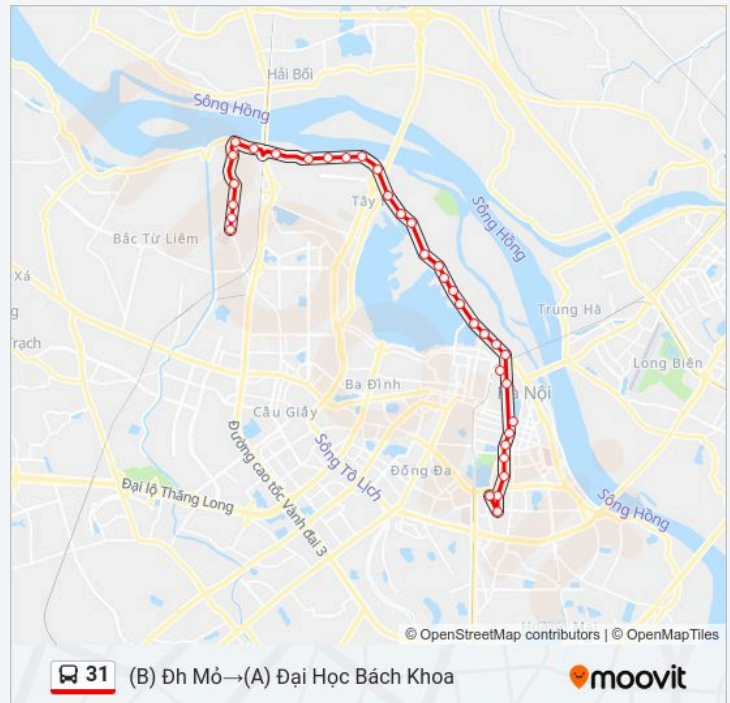 Hải Bối
Sông Hồng
Tây
Bắc Từ Liêm
Sông Hồng
Xá
Trung Hà
g
rạch
Long Biên
Ba Đình
Nội
Cầu Giấy
Sông Tô Lịch
Đường cao tốc Vành đai 3
Đống Đa
Đại lộ Thăng Long
Sông Hồng
© OpenStreetMap contributors | © OpenMapTiles
31 (B) Đh Mỏ→(A) Đại Học Bách Khoa
moovit